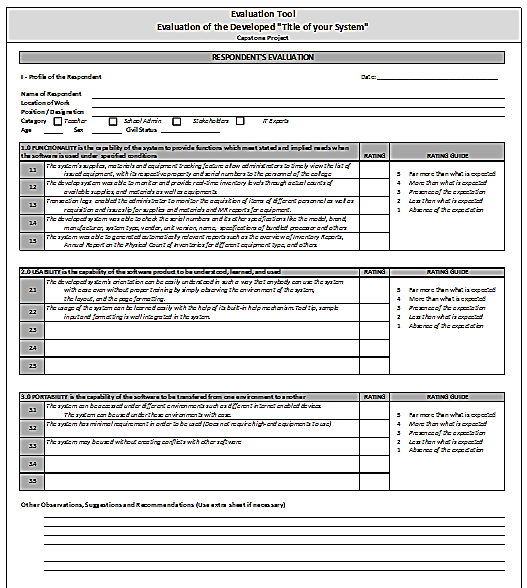 Evaluation Tool
Evaluation of the Developed "Title of your System"
Capstone Project
RESPONDENT'S EVALUATION
I - Profile of the Respondent Date:
Name of Respondent
Location of Work
Position / Designation
Category Teacher School Admin Stakeholders IT Experts
Age Sex Civil Status
1.0 FUNCIONALITY is the capability of the system to provide functions which meet stated and implied needs when
the software is used under specified conditions RATING RATING GUIDE
1.1 The system's supplies, materials and equipment tracking feature allow administrators to timely view the list of
issued equipment, with its respective property and serial numbers to the personnel of the college
1.2 The develop system was able to monitor and provide real-time inventory levels through actual counts of
available supplies, and materials as well as equipments.
1.3 Transaction logs enabled the administrator to monitor the acquisition of items of different personnel as well as
requisition and issue slip for supplies and materials and MR reports for equipment.
1.4 The developed system was able to check the serial numbers and its other specifications like the model, brand,
manufacturer, system type, vendor, unit version, name, specifications of bundled processor and others
1.5 The system was able to generated automatically relevant reports such as the overview of Inventory Reports,
Annual Report on the Physical Count of Inventories for different Equipment Type, and others.
5 Far more than what is expected
4 More than what is expected
3 Presence of the expectation
2 Less than what is expected
1 Absence of the expectation
2.0 USABILITY is the capability of the software product to be understood, learned, and used RATING RATING GUIDE
2.1 The developed system's orientation can be easily understood in such a way that anybody can use the system
with ease even without proper training by simply observing the environment of the system,
The layout, and the page formatting.
2.2 The usage of the system can be learned easily with the help of its built-in help mechanism. Tool tip, sample
input and formatting is well integrated in the system.
2.3
2.4
2.5
5 Far more than what is expected
4 More than what is expected
3 Presence of the expectation
2 Less than what is expected
1 Absence of the expectation
3.0 PORTABILITY is the capability of the software to be transfered from one environment to another RATING RATING GUIDE
3.1 The system can be accessed under different environments such as different internet enabled devices.
The system can be used under these environments with ease.
3.2 The system has minimal requirement in order to be used (Does not require high-end equipments to use)
3.3 The system may be used without creating conflicts with other software
3.4
3.5
5 Far more than what is expected
4 More than what is expected
3 Presence of the expectation
2 Less than what is expected
1 Absence of the expectation
Other Observations, Suggestions and Recommendations (Use extra sheet if necessary)